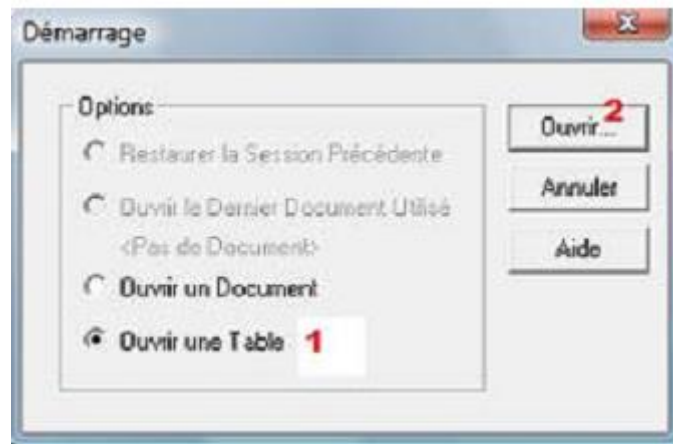 Démarrage
Options
Restaurer la Session Précédente
Ouvrir le Dernier Document Utilisé
<Pas de Document>
Ouvrir un Document
Ouvrir une Table 1
Ouvrir... 2
Annuler
Aide